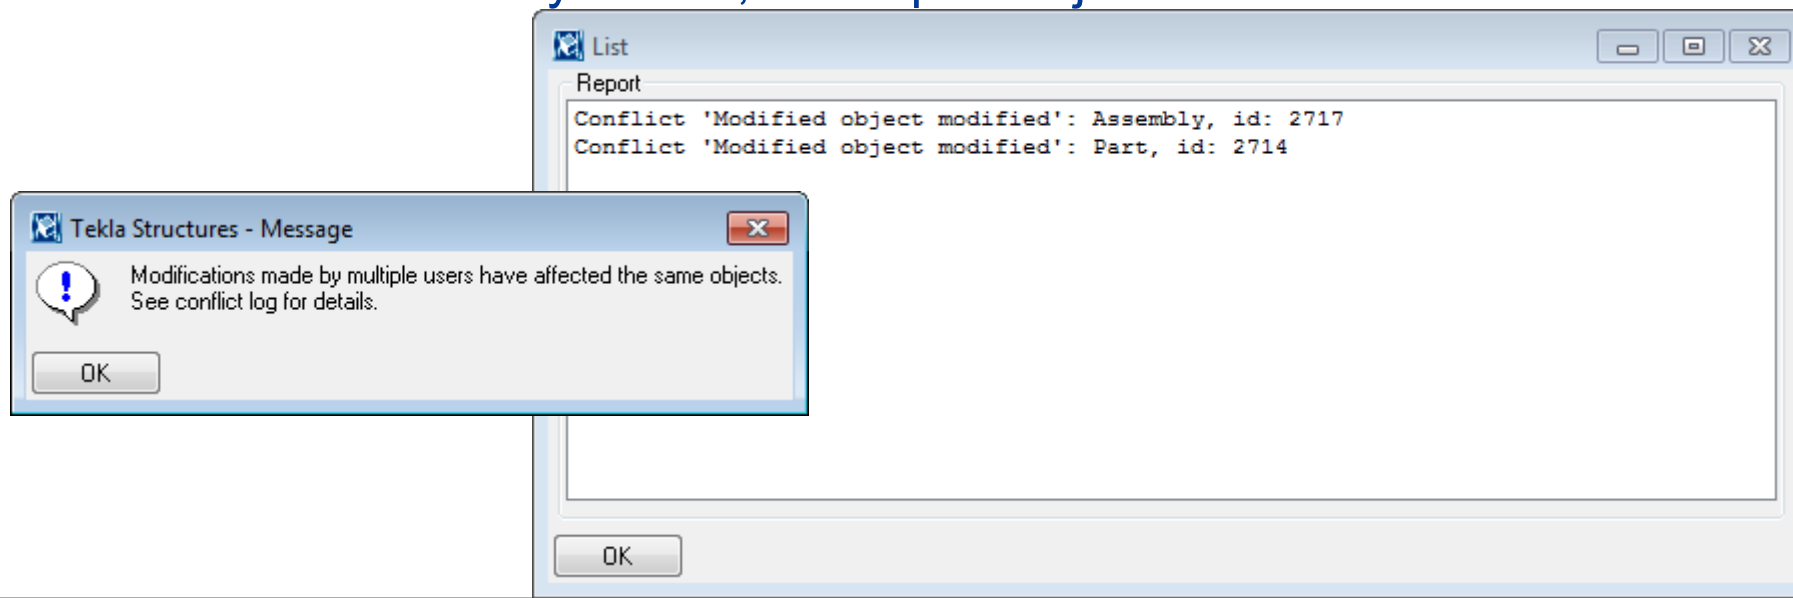 List
Report
Conflict 'Modified object modified': Assembly, id: 2717
Conflict 'Modified object modified': Part, id: 2714
Tekla Structures - Message
Modifications made by multiple users have affected the same objects.
See conflict log for details.
OK
OK